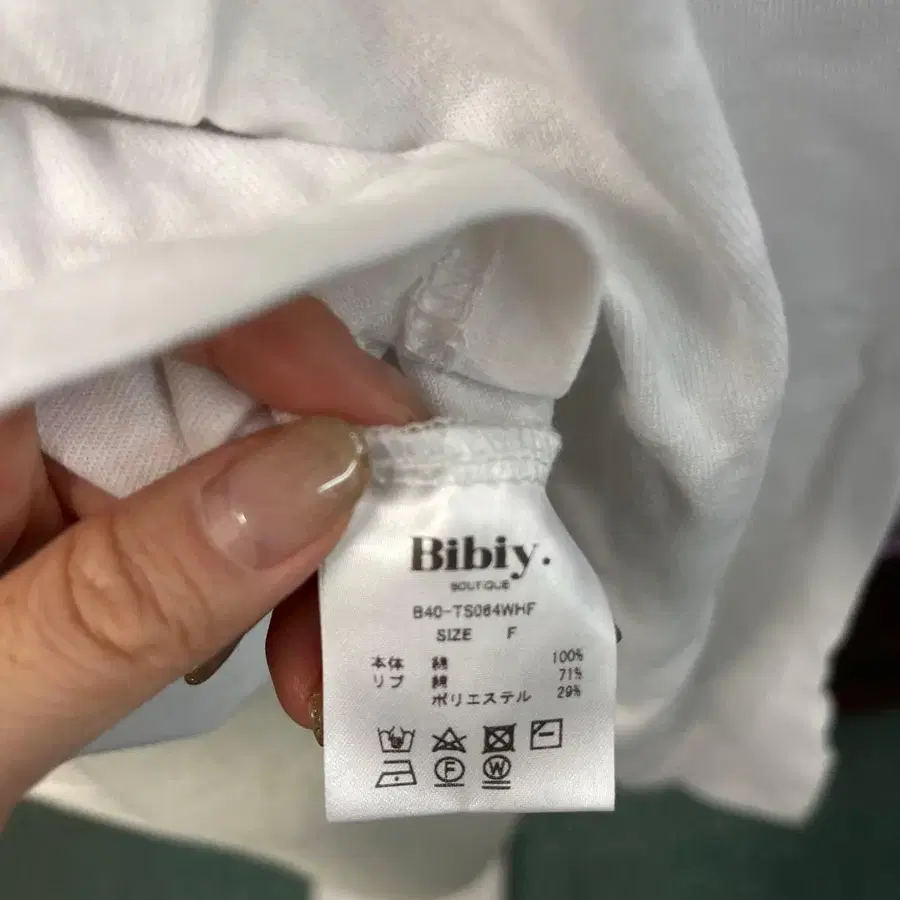 Bibiy.
BOUTIQUE
B40-TS064WHF
SIZE F
本体 綿 100%
リブ 綿 71%
ポリエステル 29%
F W